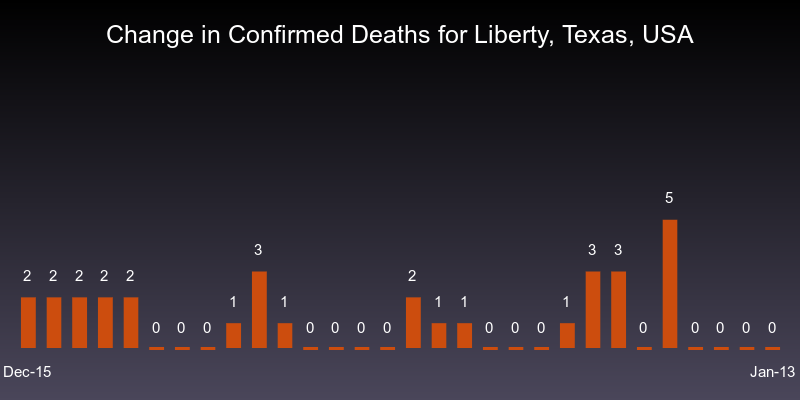 Change in Confirmed Deaths for Liberty, Texas, USA
5
3 3 3
2 2 2 2 2 2
1 1 1 1 1
0 0 0 0 0 0 0 0 0 0 0 0 0 0 0
Dec-15 Jan-13